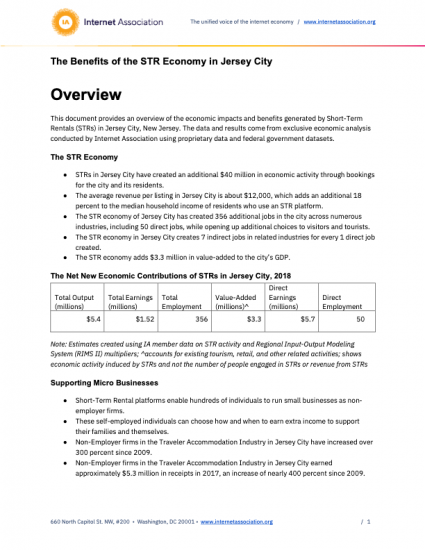 IA Internet Association
The unified voice of the internet economy / www.internetassociation.org
The Benefits of the STR Economy in Jersey City
Overview
This document provides an overview of the economic impacts and benefits generated by Short-Term
Rentals (STRs) in Jersey City, New Jersey. The data and results come from exclusive economic analysis
conducted by Internet Association using proprietary data and federal government datasets.
The STR Economy
● STRs in Jersey City have created an additional $40 million in economic activity through bookings
for the city and its residents.
● The average revenue per listing in Jersey City is about $12,000, which adds an additional 18
percent to the median household income of residents who use an STR platform.
● The STR economy of Jersey City has created 356 additional jobs in the city across numerous
industries, including 50 direct jobs, while opening up additional choices to visitors and tourists.
● The STR economy in Jersey City creates 7 indirect jobs in related industries for every 1 direct job
created.
● The STR economy adds $3.3 million in value-added to the city's GDP.
The Net New Economic Contributions of STRs in Jersey City, 2018
Total Output (millions) Total Earnings (millions) Total Employment Value-Added (millions)^ Direct Earnings (millions) Direct Employment
$5.4 $1.52 356 $3.3 $5.7 50
Note: Estimates created using IA member data on STR activity and Regional Input-Output Modeling
System (RIMS II) multipliers; ^accounts for existing tourism, retail, and other related activities; shows
economic activity induced by STRs and not the number of people engaged in STRs or revenue from STRs
Supporting Micro Businesses
● Short-Term Rental platforms enable hundreds of individuals to run small businesses as non-
employer firms.
● These self-employed individuals can choose how and when to earn extra income to support
their families and themselves.
● Non-Employer firms in the Traveler Accommodation Industry in Jersey City have increased over
300 percent since 2009.
● Non-Employer firms in the Traveler Accommodation Industry in Jersey City earned
approximately $5.3 million in receipts in 2017, an increase of nearly 400 percent since 2009.
660 North Capitol St. NW, #200 • Washington, DC 20001 • www.internetassociation.org / 1